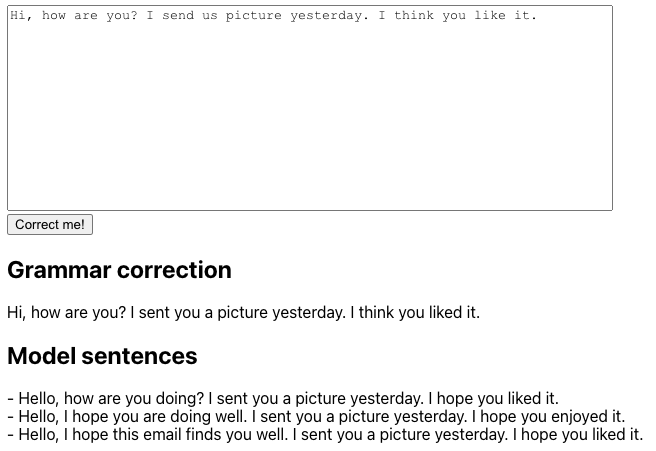 Hi, how are you? I send us picture yesterday. I think you like it.
Correct me!
Grammar correction
Hi, how are you? I sent you a picture yesterday. I think you liked it.
Model sentences
- Hello, how are you doing? I sent you a picture yesterday. I hope you liked it.
- Hello, I hope you are doing well. I sent you a picture yesterday. I hope you enjoyed it.
- Hello, I hope this email finds you well. I sent you a picture yesterday. I hope you liked it.